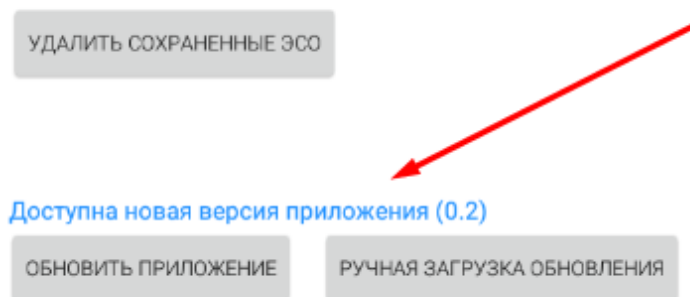 УДАЛИТЬ СОХРАНЕННЫЕ ЭСО
Доступна новая версия приложения (0.2)
ОБНОВИТЬ ПРИЛОЖЕНИЕ
РУЧНАЯ ЗАГРУЗКА ОБНОВЛЕНИЯ